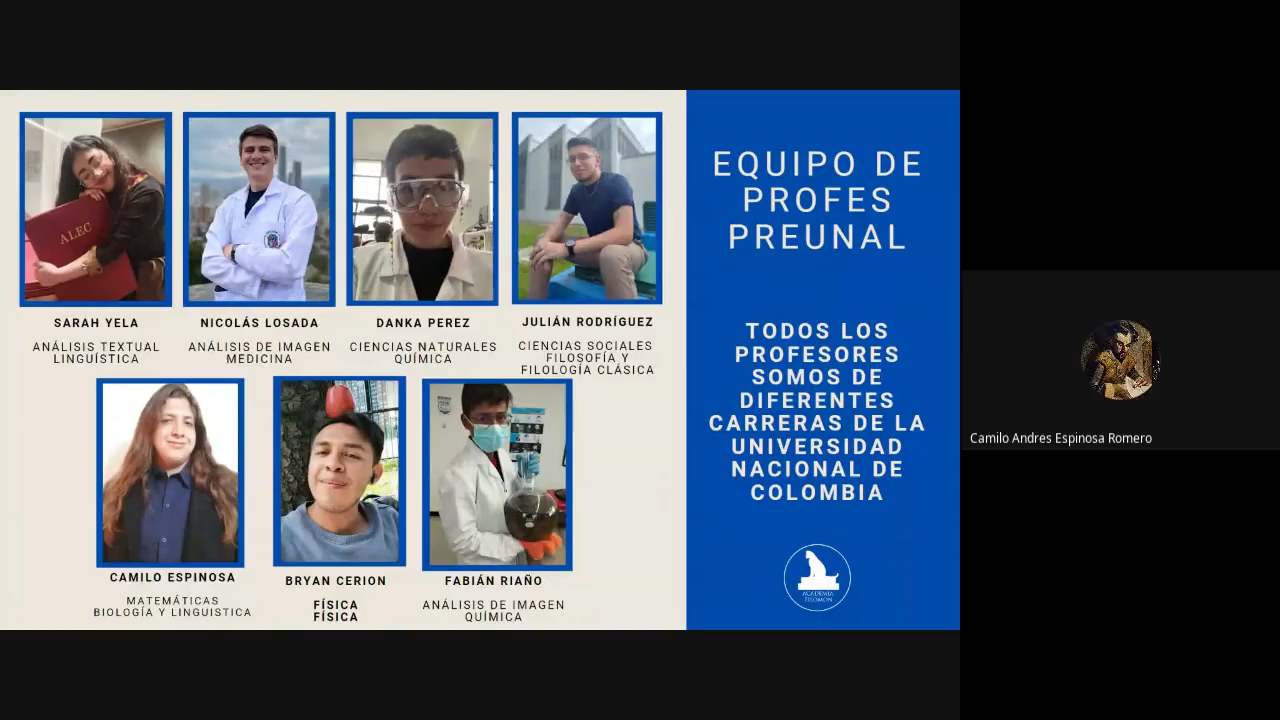 EQUIPO DE
PROFES
PREUNAL
TODOS LOS
PROFESORES
SOMOS DE
DIFERENTES
CARRERAS DE LA
UNIVERSIDAD
NACIONAL DE
COLOMBIA
ACADEMIA
FILOMON
ALEC
SARAH YELA
ANÁLISIS TEXTUAL
LINGUÍSTICA
NICOLÁS LOSADA
ANÁLISIS DE IMAGEN
MEDICINA
DANKA PEREZ
CIENCIAS NATURALES
QUÍMICA
JULIÁN RODRÍGUEZ
CIENCIAS SOCIALES
FILOSOFÍA Y
FILOLOGÍA CLÁSICA
CAMILO ESPINOSA
MATEMÁTICAS
BIOLOGÍA Y LINGUISTICA
BRYAN CERION
FÍSICA
FÍSICA
FABIÁN RIAÑO
ANÁLISIS DE IMAGEN
QUÍMICA
Camilo Andres Espinosa Romero